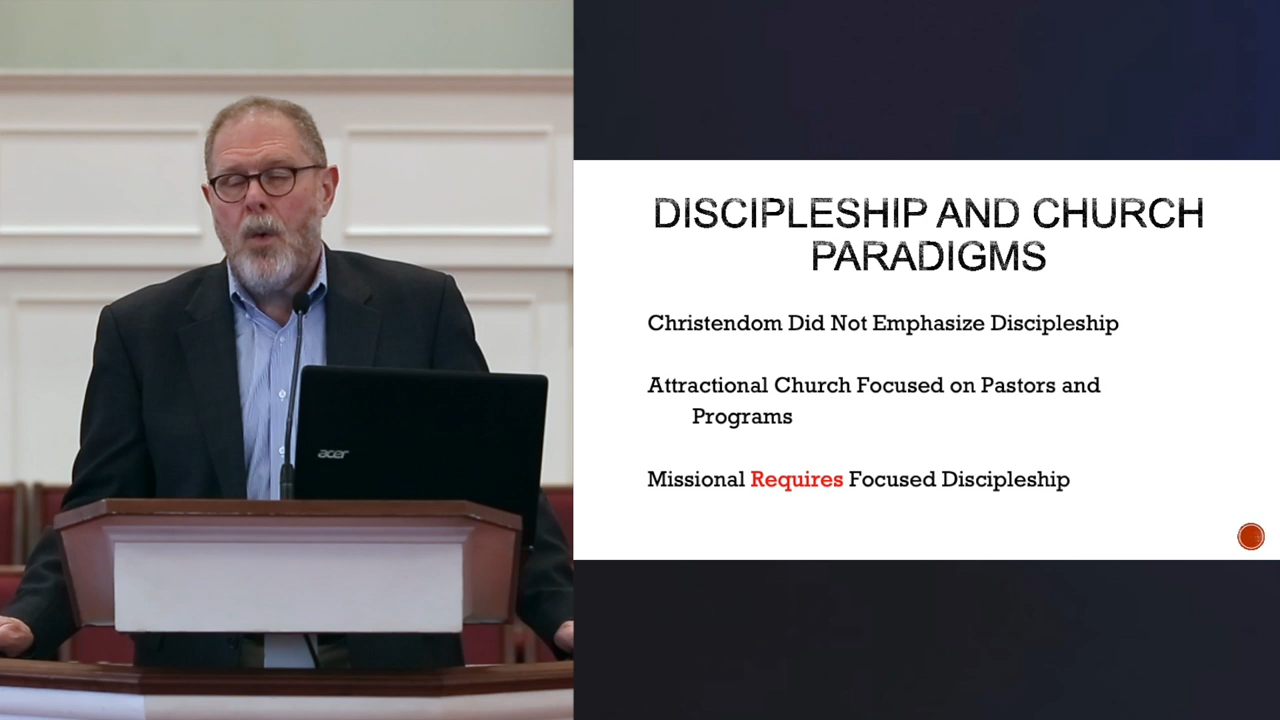 acer
DISCIPLESHIP AND CHURCH
PARADIGMS
Christendom Did Not Emphasize Discipleship
Attractional Church Focused on Pastors and
Programs
Missional Requires Focused Discipleship